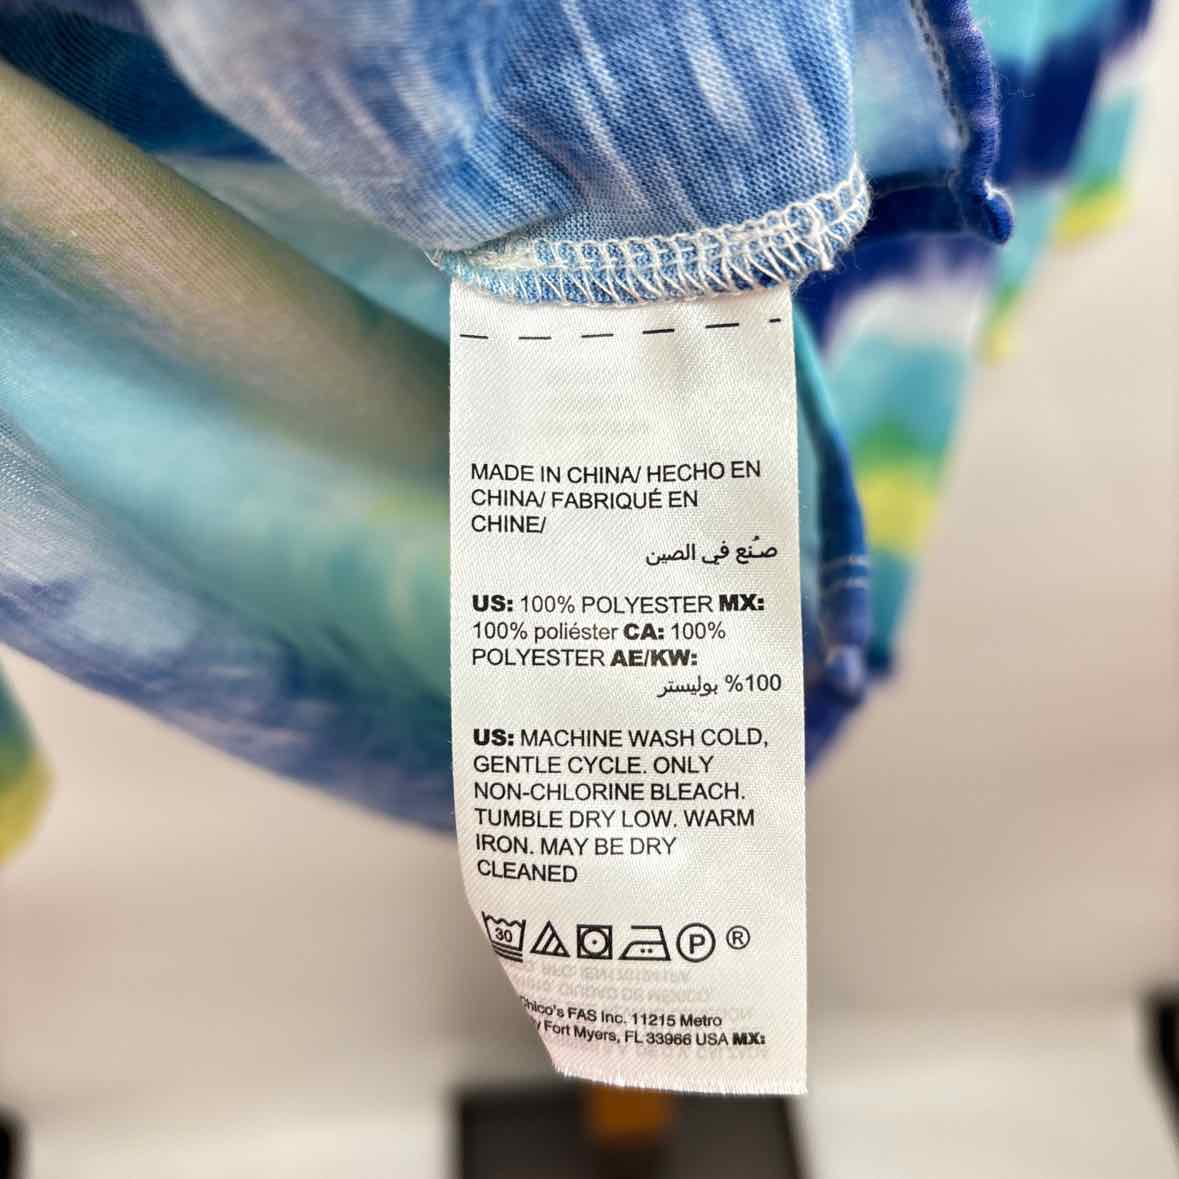 MADE IN CHINA/ HECHO EN
CHINA/ FABRIQUÉ EN
CHINE/
صُنع في الصين
US: 100% POLYESTER MX:
100% poliéster CA: 100%
POLYESTER AE/KW:
100% بوليستر
US: MACHINE WASH COLD,
GENTLE CYCLE. ONLY
NON-CHLORINE BLEACH.
TUMBLE DRY LOW. WARM
IRON. MAY BE DRY
CLEANED
30 P ®
Chico's FAS Inc. 11215 Metro
/ Fort Myers, FL 33966 USA MX: